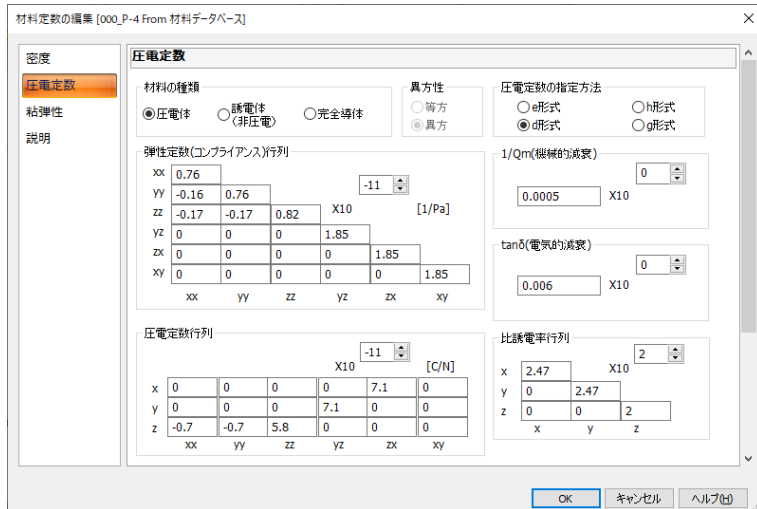 材料定数の編集 [000_P-4 From 材料データベース]
密度
圧電定数
粘弾性
説明
圧電定数
材料の種類
圧電体
誘電体
(非圧電)
完全導体
異方性
等方
異方
圧電定数の指定方法
e形式
h形式
d形式
g形式
弾性定数(コンプライアンス)行列
xx 0.76
yy -0.16 0.76
-11
zz -0.17 -0.17 0.82 X10 [1/Pa]
yz 0 0 0 1.85
zx 0 0 0 0 1.85
xy 0 0 0 0 0 1.85
xx yy zz yz zx xy
1/Qm(機械的減衰)
0
0.0005 X10
tanδ(電気的減衰)
0
0.006 X10
圧電定数行列
-11
X10 [C/N]
x 0 0 0 0 7.1 0
y 0 0 0 7.1 0 0
z -0.7 -0.7 5.8 0 0 0
xx yy zz yz zx xy
比誘電率行列
2
x 2.47 X10
y 0 2.47
z 0 0 2
x y z
OK キャンセル ヘルプ(H)